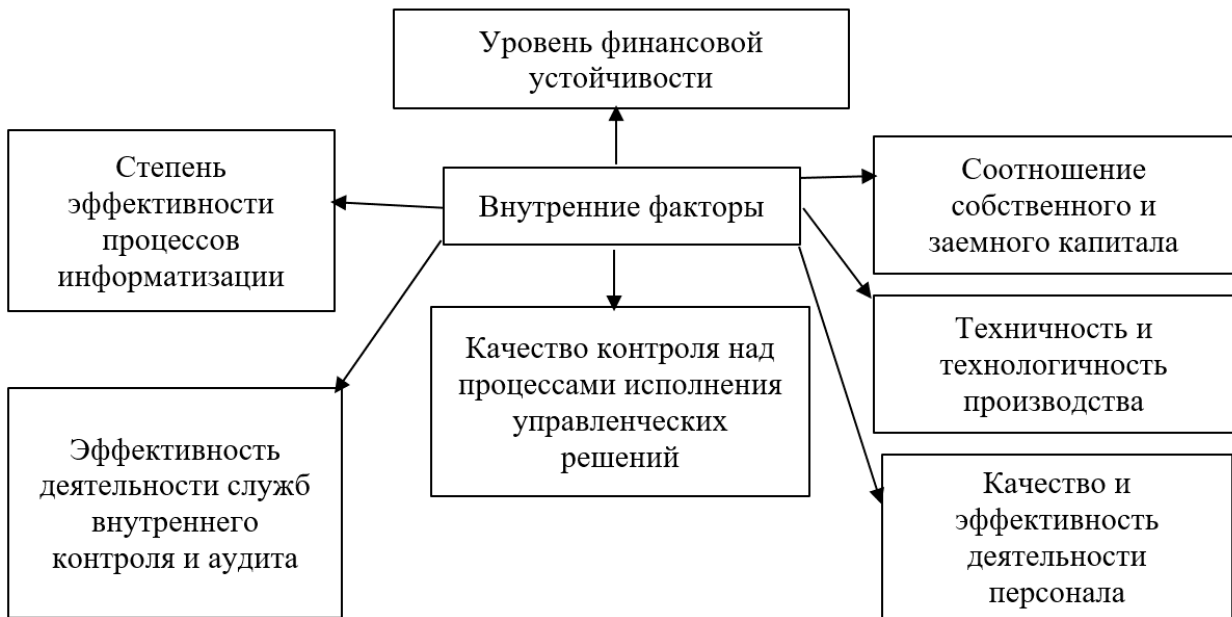 Уровень финансовой
устойчивости
Степень
эффективности
процессов
информатизации
Внутренние факторы
Соотношение
собственного и
заемного капитала
Качество контроля над
процессами исполнения
управленческих
решений
Техничность и
технологичность
производства
Эффективность
деятельности служб
внутреннего
контроля и аудита
Качество и
эффективность
деятельности
персонала